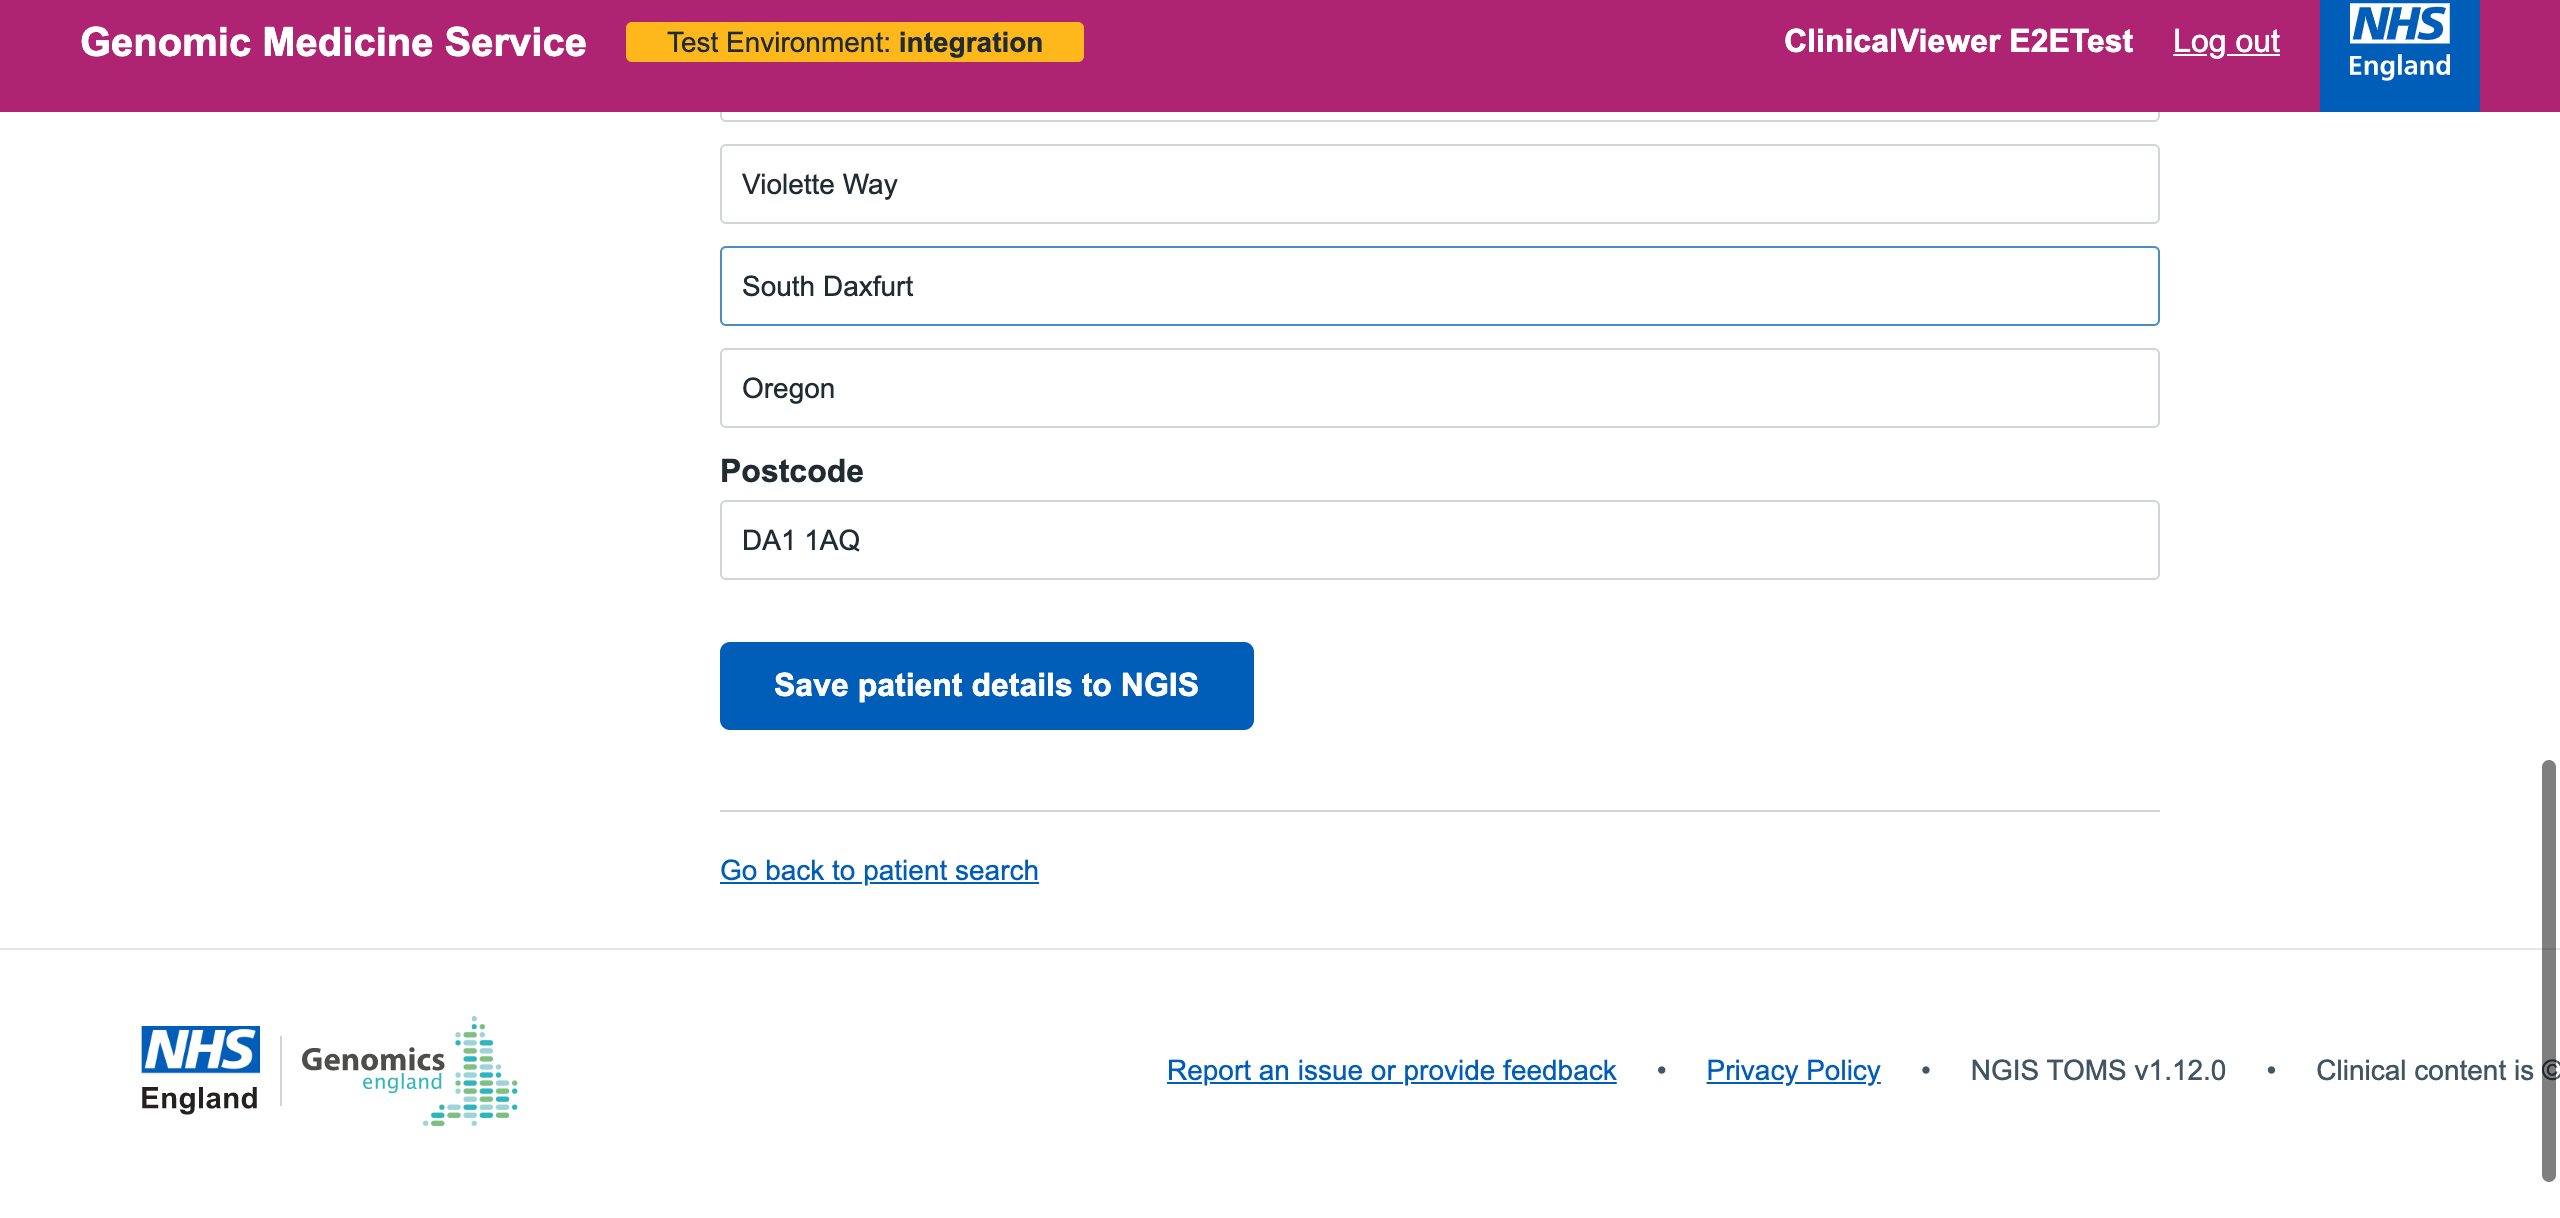 Genomic Medicine Service
Test Environment: integration
ClinicalViewer E2ETest
Log out
NHS
England
Violette Way
South Daxfurt
Oregon
Postcode
DA1 1AQ
Save patient details to NGIS
Go back to patient search
NHS
England
Genomics
england
Report an issue or provide feedback • Privacy Policy • NGIS TOMS v1.12.0 • Clinical content is ©